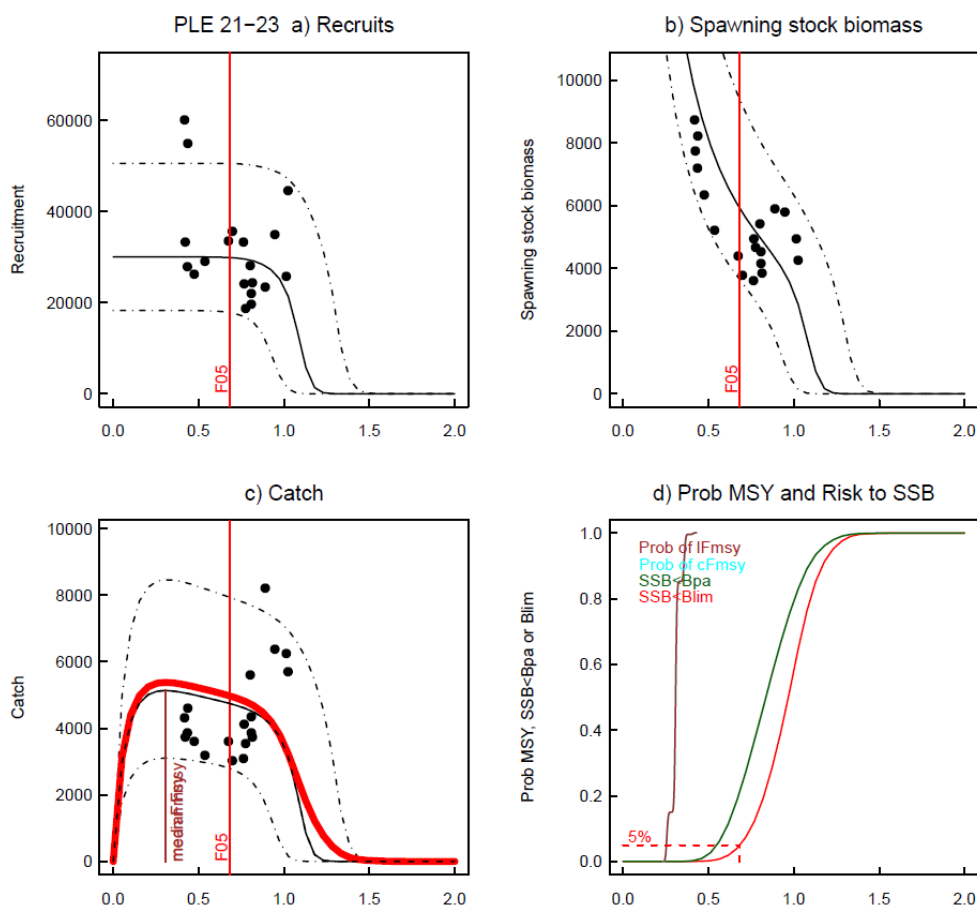 PLE 21−23 a) Recruits
Recruitment
60000
40000
20000
0
F05
0.0 0.5 1.0 1.5 2.0
b) Spawning stock biomass
Spawning stock biomass
10000
8000
6000
4000
2000
0
F05
0.0 0.5 1.0 1.5 2.0
c) Catch
Catch
10000
8000
6000
4000
2000
0
F05
0.0 0.5 1.0 1.5 2.0
d) Prob MSY and Risk to SSB
Prob MSY, SSB<Bpa or Blim
1.0
0.8
0.6
0.4
0.2
0.0
Prob of lFmsy
Prob of cFmsy
SSB<Bpa
SSB<Blim
5%
0.0 0.5 1.0 1.5 2.0